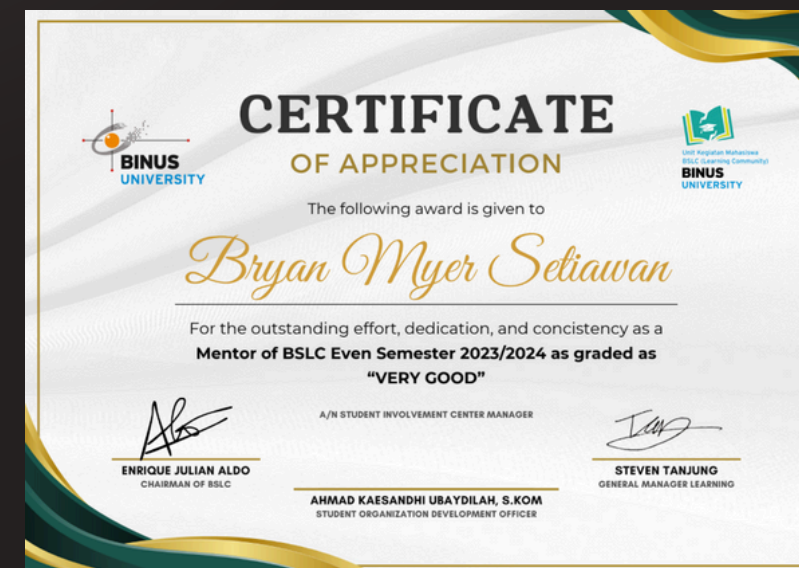 CERTIFICATE
OF APPRECIATION
BINUS
UNIVERSITY
Unit Kegiatan Mahasiswa
BSLC (Learning Community)
BINUS
UNIVERSITY
The following award is given to
Bryan Myer Setiawan
For the outstanding effort, dedication, and concistency as a
Mentor of BSLC Even Semester 2023/2024 as graded as
“VERY GOOD”
A/N STUDENT INVOLVEMENT CENTER MANAGER
ENRIQUE JULIAN ALDO
CHAIRMAN OF BSLC
STEVEN TANJUNG
GENERAL MANAGER LEARNING
AHMAD KAESANDHI UBAYDILAH, S.KOM
STUDENT ORGANIZATION DEVELOPMENT OFFICER